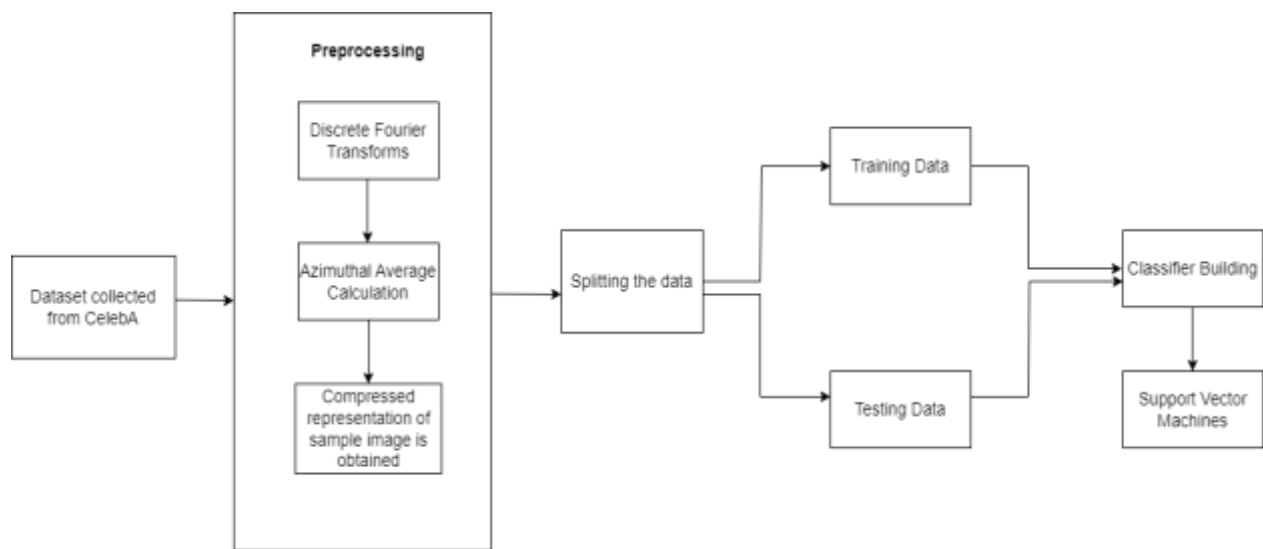 Dataset collected
from CelebA
Preprocessing
Discrete Fourier
Transforms
Azimuthal Average
Calculation
Compressed
representation of
sample image is
obtained
Splitting the data
Training Data
Testing Data
Classifier Building
Support Vector
Machines